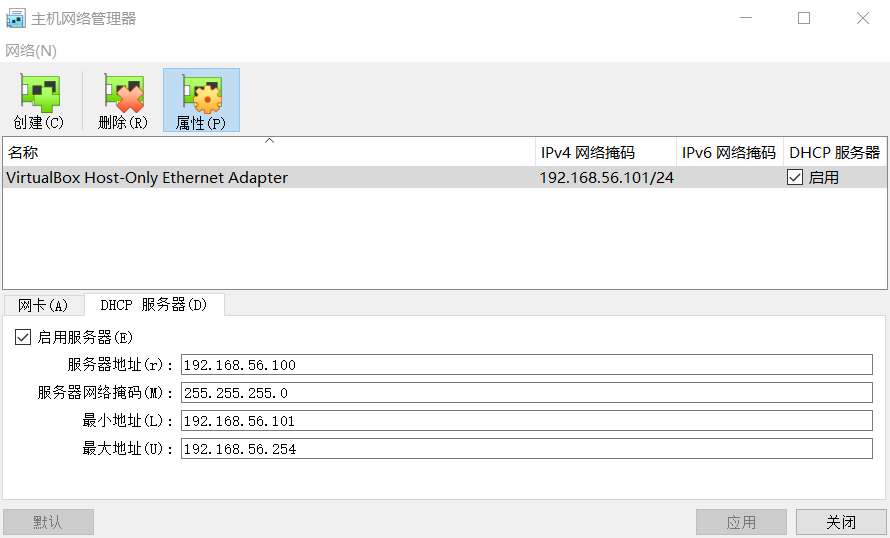 主机网络管理器
网络(N)
创建(C) 删除(R) 属性(P)
名称 IPv4 网络掩码 IPv6 网络掩码 DHCP 服务器
VirtualBox Host-Only Ethernet Adapter 192.168.56.101/24 启用
网卡(A) DHCP 服务器(D)
启用服务器(E)
服务器地址(r): 192.168.56.100
服务器网络掩码(M): 255.255.255.0
最小地址(L): 192.168.56.101
最大地址(U): 192.168.56.254
默认 应用 关闭